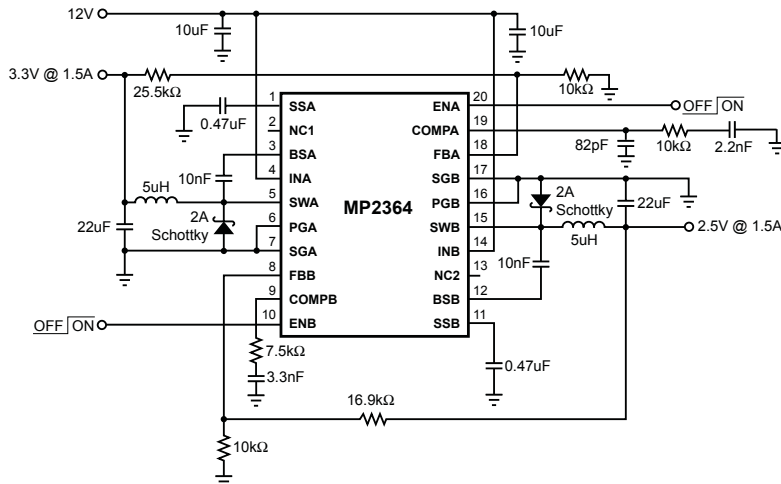 12V
10uF
10uF
3.3V @ 1.5A
25.5kΩ
10kΩ
1
SSA
ENA
20
OFF ON
0.47uF
2
NC1
COMPA
19
82pF
10kΩ
2.2nF
3
BSA
FBA
18
10nF
4
INA
SGB
17
5uH
MP2364
2A
Schottky
5
SWA
PGB
16
22uF
22uF
2A
Schottky
6
PGA
SWB
15
2.5V @ 1.5A
5uH
7
SGA
INB
14
8
FBB
NC2
13
10nF
9
COMPB
BSB
12
OFF ON
10
ENB
SSB
11
7.5kΩ
3.3nF
0.47uF
16.9kΩ
10kΩ